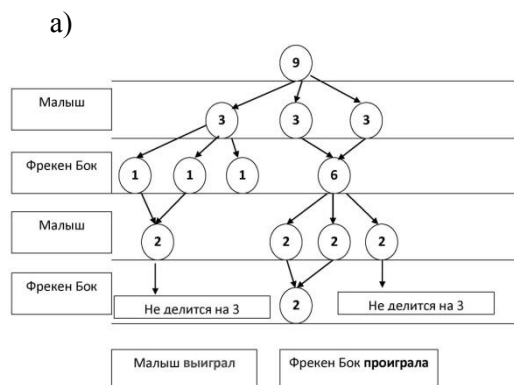 а)
9
Малыш
3 3 3
Фрекен Бок
1 1 1 6
Малыш
2 2 2 2
Фрекен Бок
Не делится на 3 2 Не делится на 3
Малыш выиграл Фрекен Бок проиграла